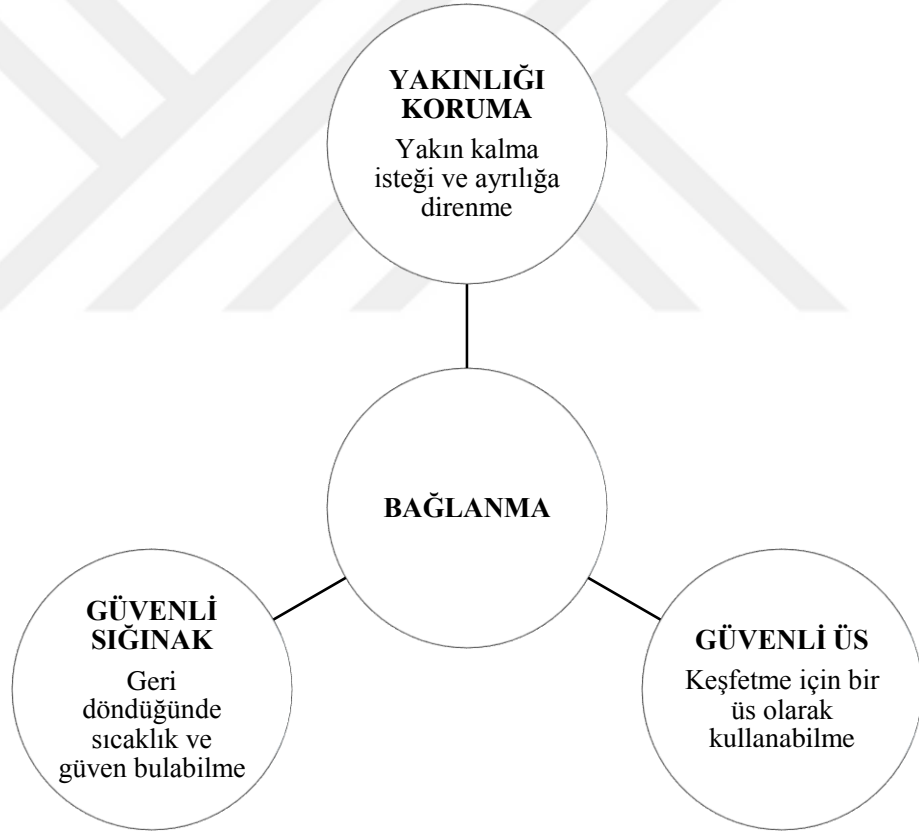 YAKINLIĞI
KORUMA
Yakın kalma
isteği ve ayrılığa
direnme
BAĞLANMA
GÜVENLİ
SIĞINAK
Geri
döndüğünde
sıcaklık ve
güven bulabilme
GÜVENLİ ÜS
Keşfetme için bir
üs olarak
kullanabilme